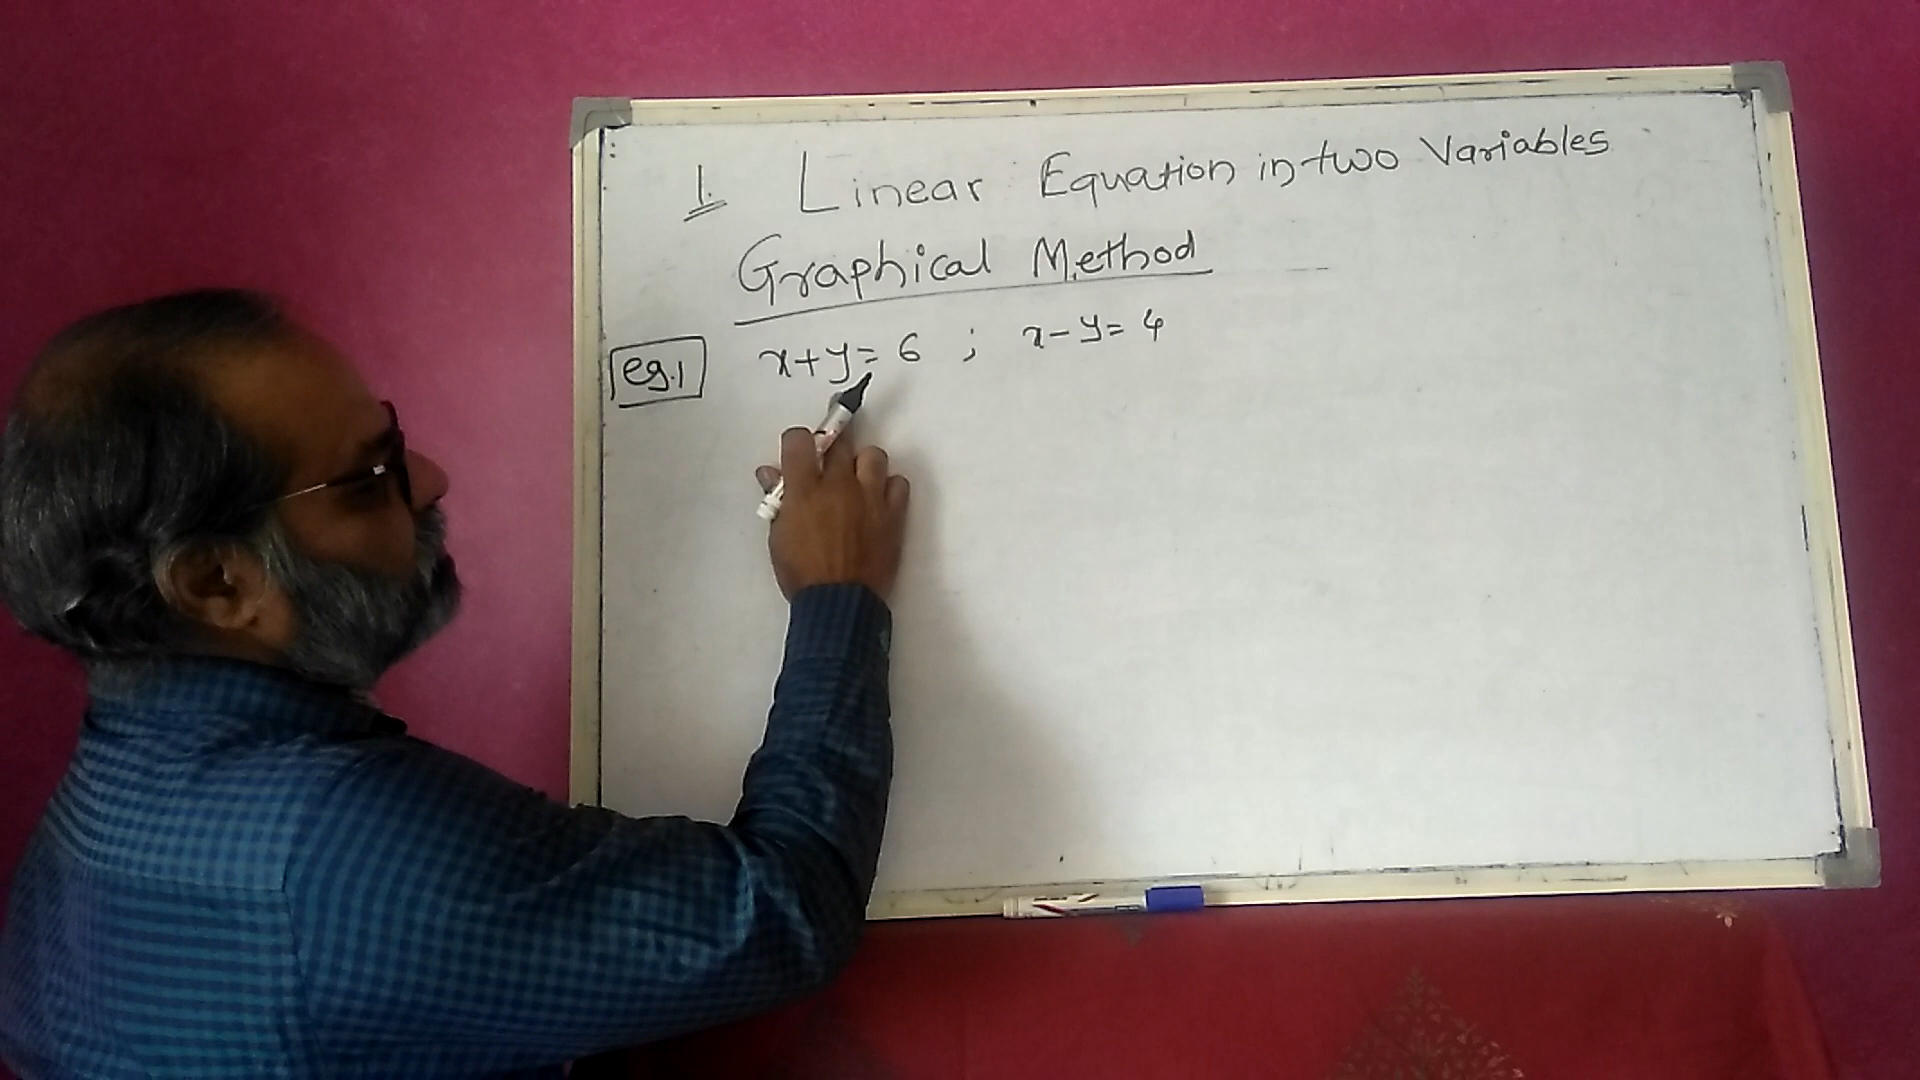 1. Linear Equation in two Variables
Graphical Method
eg.1 x+y=6 ; x-y=4